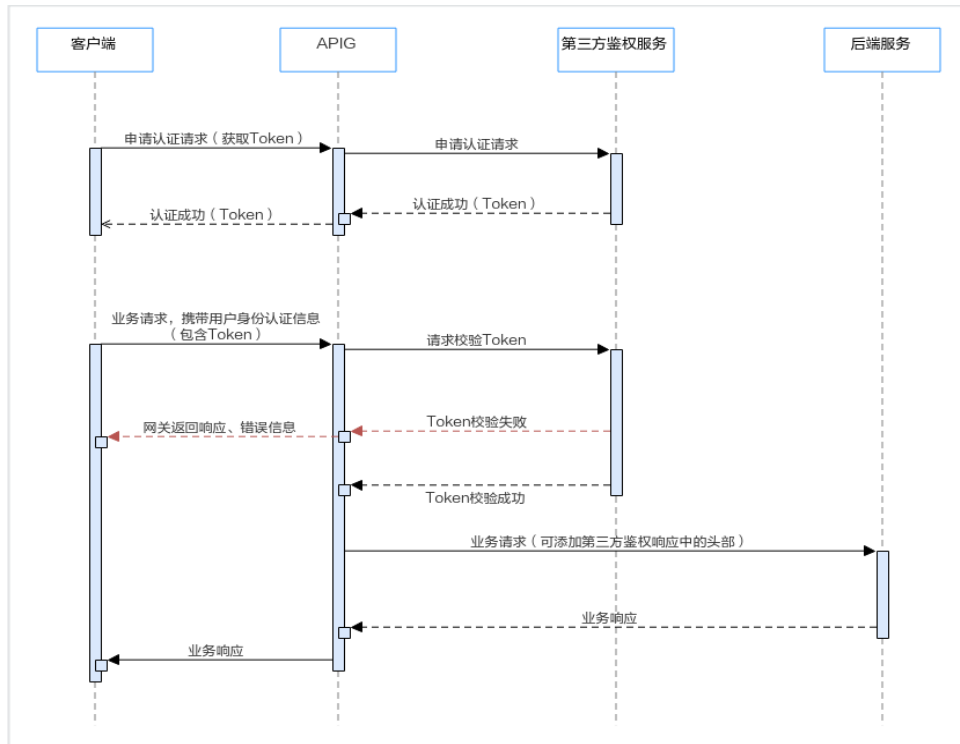 客户端
APIG
第三方鉴权服务
后端服务
申请认证请求（获取Token）
申请认证请求
认证成功（Token）
认证成功（Token）
业务请求，携带用户身份认证信息
（包含Token）
请求校验Token
Token校验失败
网关返回响应、错误信息
Token校验成功
业务请求（可添加第三方鉴权响应中的头部）
业务响应
业务响应